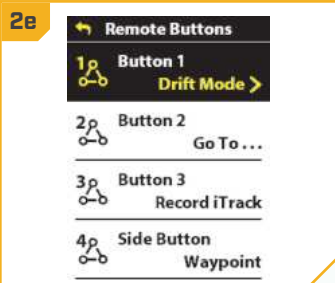 2e
Remote Buttons
1 Button 1
Drift Mode >
2 Button 2
Go To ...
3 Button 3
Record iTrack
4 Side Button
Waypoint